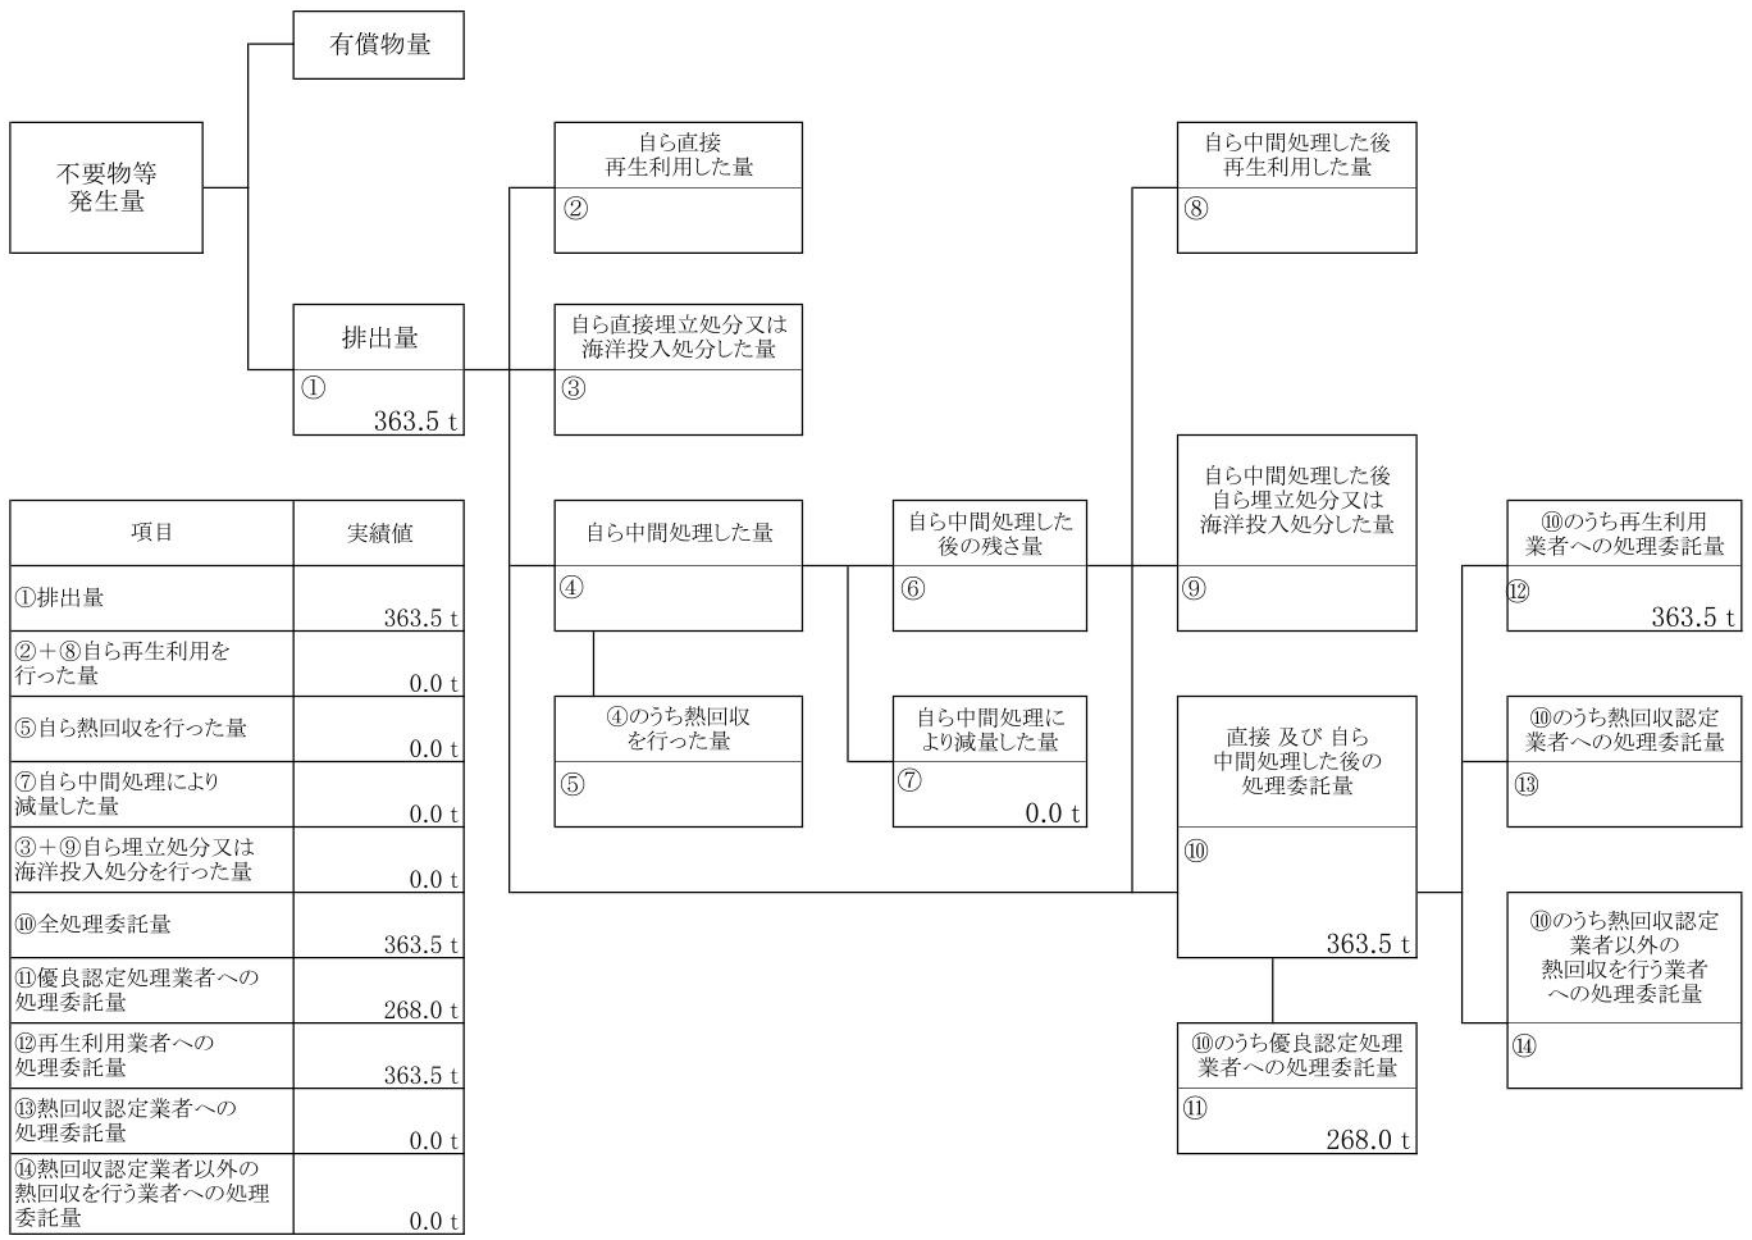 有償物量
不要物等
発生量
排出量
①
363.5 t
自ら直接
再生利用した量
②
自ら直接埋立処分又は
海洋投入処分した量
③
自ら中間処理した量
④
④のうち熱回収
を行った量
⑤
自ら中間処理した
後の残さ量
⑥
自ら中間処理に
より減量した量
⑦
0.0 t
自ら中間処理した後
再生利用した量
⑧
自ら中間処理した後
自ら埋立処分又は
海洋投入処分した量
⑨
直接 及び 自ら
中間処理した後の
処理委託量
⑩
363.5 t
⑩のうち優良認定処理
業者への処理委託量
⑪
268.0 t
⑩のうち再生利用
業者への処理委託量
⑫
363.5 t
⑩のうち熱回収認定
業者への処理委託量
⑬
⑩のうち熱回収認定
業者以外の
熱回収を行う業者
への処理委託量
⑭
項目 実績値
①排出量
363.5 t
②+⑧自ら再生利用を
行った量
0.0 t
⑤自ら熱回収を行った量
0.0 t
⑦自ら中間処理により
減量した量
0.0 t
③+⑨自ら埋立処分又は
海洋投入処分を行った量
0.0 t
⑩全処理委託量
363.5 t
⑪優良認定処理業者への
処理委託量
268.0 t
⑫再生利用業者への
処理委託量
363.5 t
⑬熱回収認定業者への
処理委託量
0.0 t
⑭熱回収認定業者以外の
熱回収を行う業者への処理
委託量
0.0 t